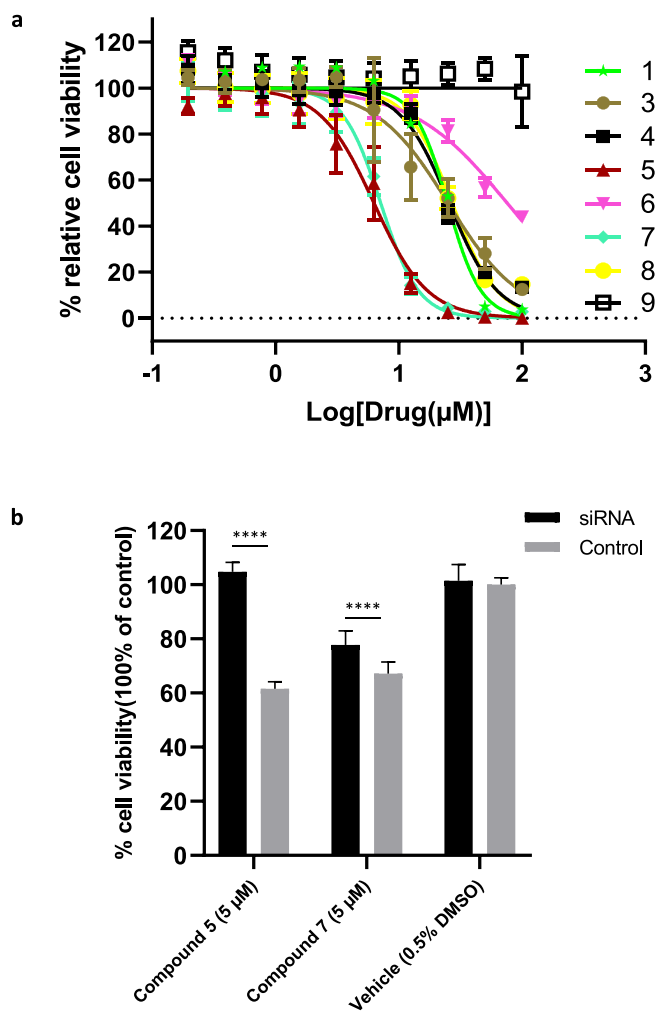 a
% relative cell viability
120
100
80
60
40
20
0
-1
0
1
2
3
Log[Drug(µM)]
1
3
4
5
6
7
8
9
b
siRNA
Control
% cell viability(100% of control)
120
100
80
60
40
20
0
****
****
Compound 5 (5 µM)
Compound 7 (5 µM)
Vehicle (0.5% DMSO)